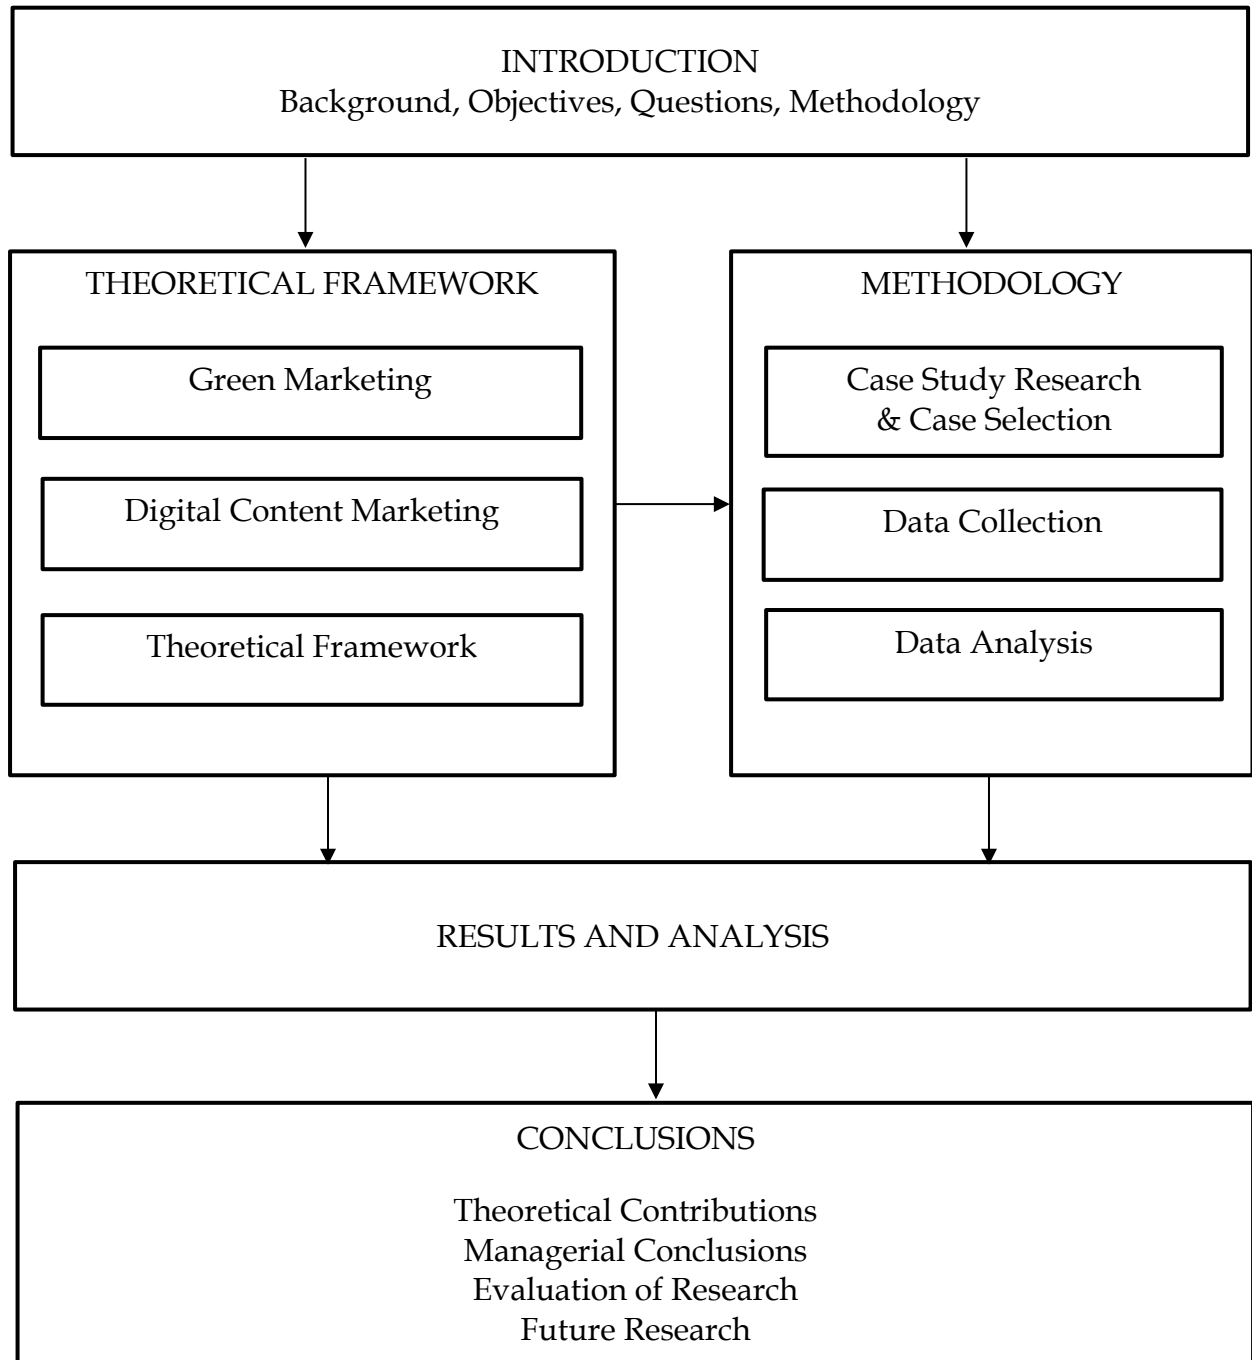 INTRODUCTION
Background, Objectives, Questions, Methodology
THEORETICAL FRAMEWORK
Green Marketing
Digital Content Marketing
Theoretical Framework
METHODOLOGY
Case Study Research
& Case Selection
Data Collection
Data Analysis
RESULTS AND ANALYSIS
CONCLUSIONS
Theoretical Contributions
Managerial Conclusions
Evaluation of Research
Future Research